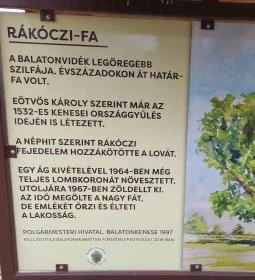 RÁKÓCZI-FA
A BALATONVIDÉK LEGÖREGEBB
SZILFÁJA. ÉVSZÁZADOKON ÁT HATÁR-
FA VOLT.
EÖTVÖS KÁROLY SZERINT MÁR AZ
1532-ES KENESEI ORSZÁGGYŰLÉS
IDEJÉN IS LÉTEZETT.
A NÉPHIT SZERINT RÁKÓCZI
FEJEDELEM HOZZÁKÖTÖTTE A LOVÁT.
EGY ÁG KIVÉTELÉVEL 1964-BEN MÉG
TELJES LOMBKORONÁT NÖVESZTETT.
UTOLJÁRA 1967-BEN ZÖLDELLT KI.
AZ IDŐ MEGÖLTE A NAGY FÁT,
DE EMLÉKÉT ŐRZI ÉS ÉLTETI
A LAKOSSÁG.
POLGÁRMESTERI HIVATAL, BALATONKENESE 1997